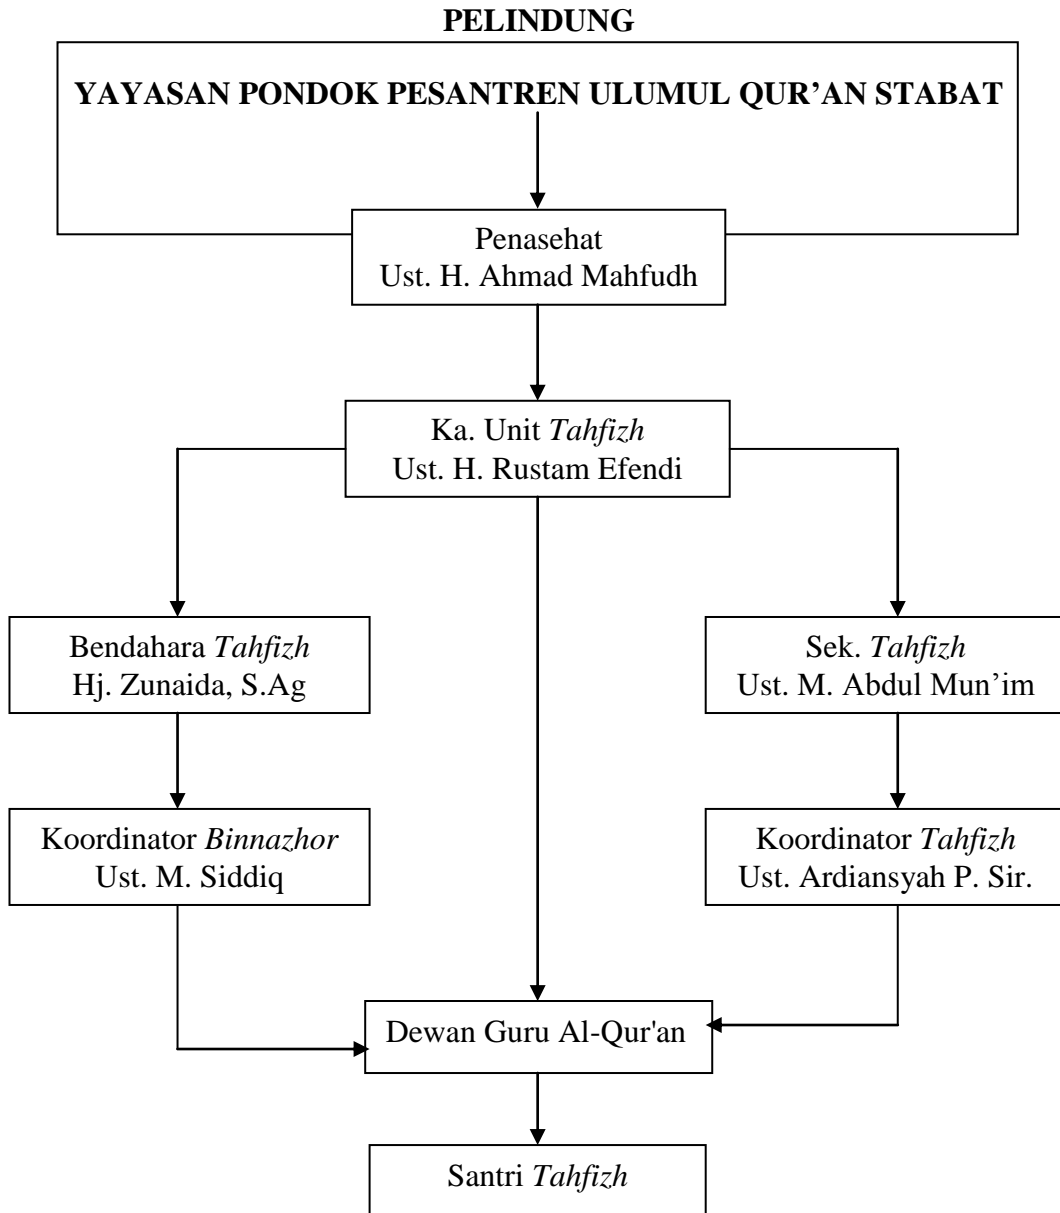 PELINDUNG
YAYASAN PONDOK PESANTREN ULUMUL QUR’AN STABAT
Penasehat
Ust. H. Ahmad Mahfudh
Ka. Unit Tahfizh
Ust. H. Rustam Efendi
Bendahara Tahfizh
Hj. Zunaida, S.Ag
Sek. Tahfizh
Ust. M. Abdul Mun’im
Koordinator Binnazhor
Ust. M. Siddiq
Koordinator Tahfizh
Ust. Ardiansyah P. Sir.
Dewan Guru Al-Qur'an
Santri Tahfizh